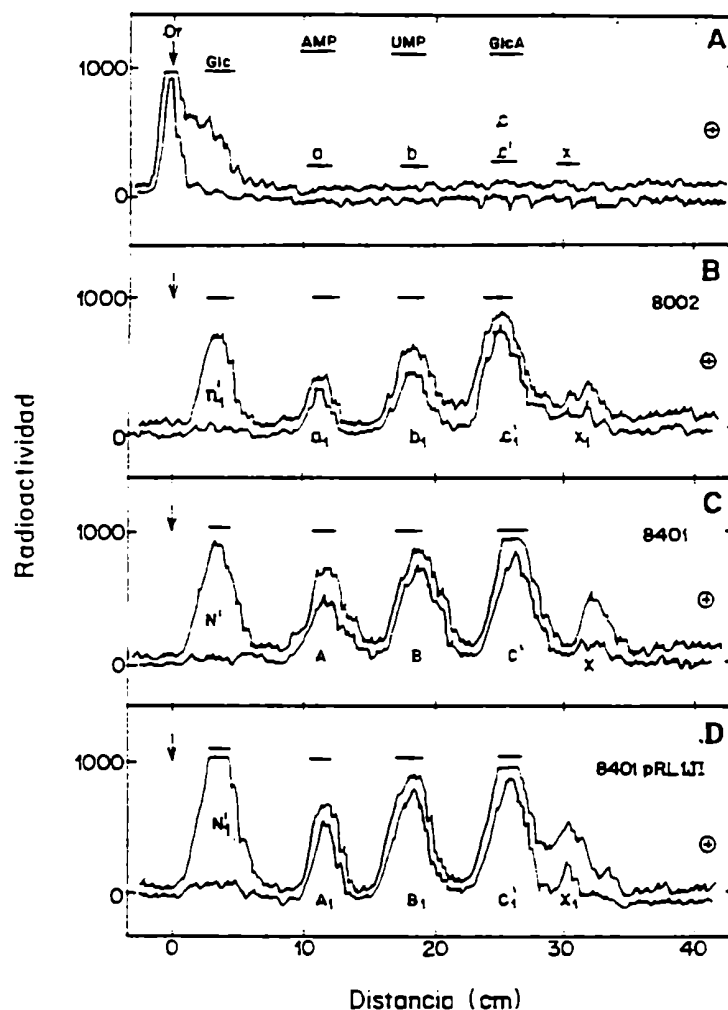 Or
AMP UMP GlcA A
Glc
1000
c
a b c' x
0
B
1000
8002
n'1
0
a1 b1 c'1 x1
C
1000
8401
N'
0
A B C' X
.D
1000
8401 pRL1JI
N'1
0
A1 B1 C'1 X1
0 10 20 30 40
Radioactividad
Distancia (cm)